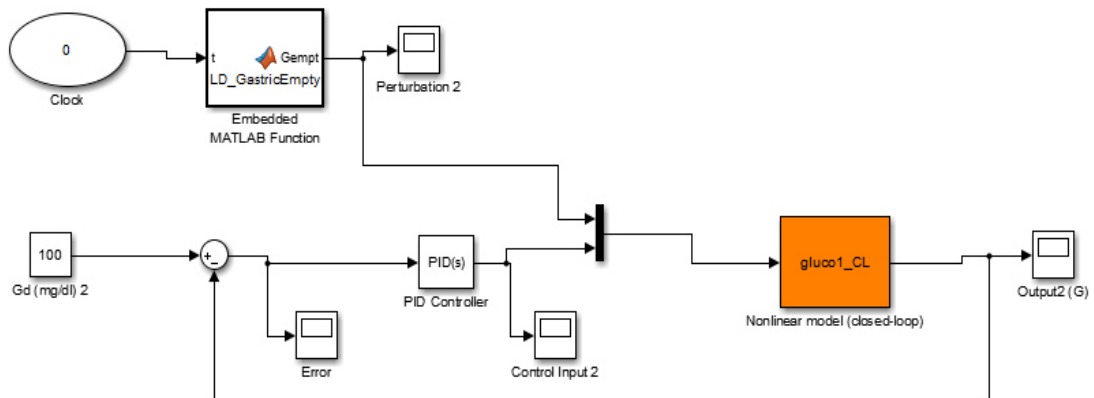 0
Clock
t
Gempt
LD_GastricEmpty
Embedded
MATLAB Function
Perturbation 2
100
Gd (mg/dl) 2
+
−
PID(s)
PID Controller
Error
Control Input 2
gluco1_CL
Nonlinear model (closed-loop)
Output2 (G)